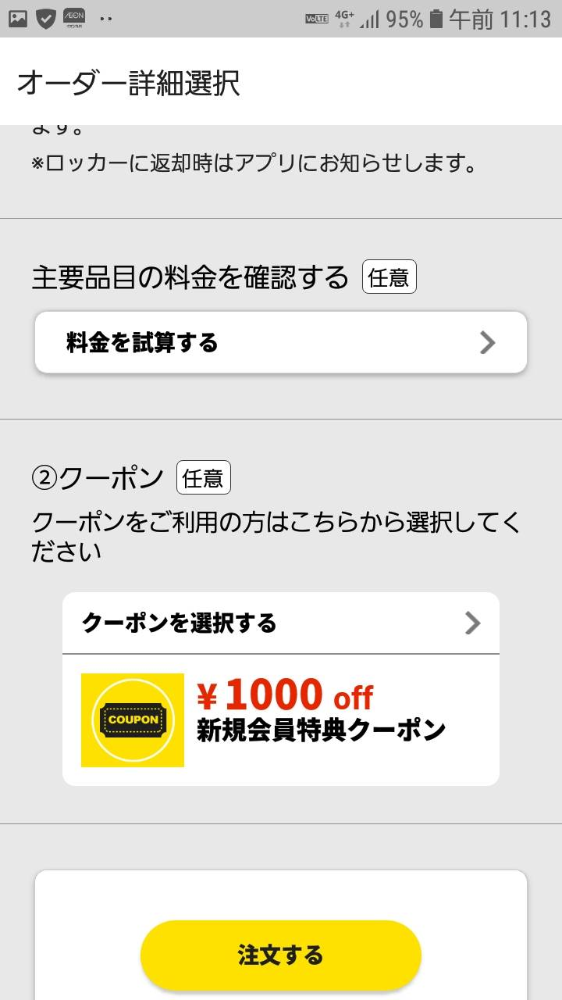 VoLTE 4G+ 95% 午前 11:13
AEON
オーダー詳細選択
ます。
※ロッカーに返却時はアプリにお知らせします。
主要品目の料金を確認する 任意
料金を試算する
②クーポン 任意
クーポンをご利用の方はこちらから選択してく
ださい
クーポンを選択する
COUPON
¥1000 off
新規会員特典クーポン
注文する